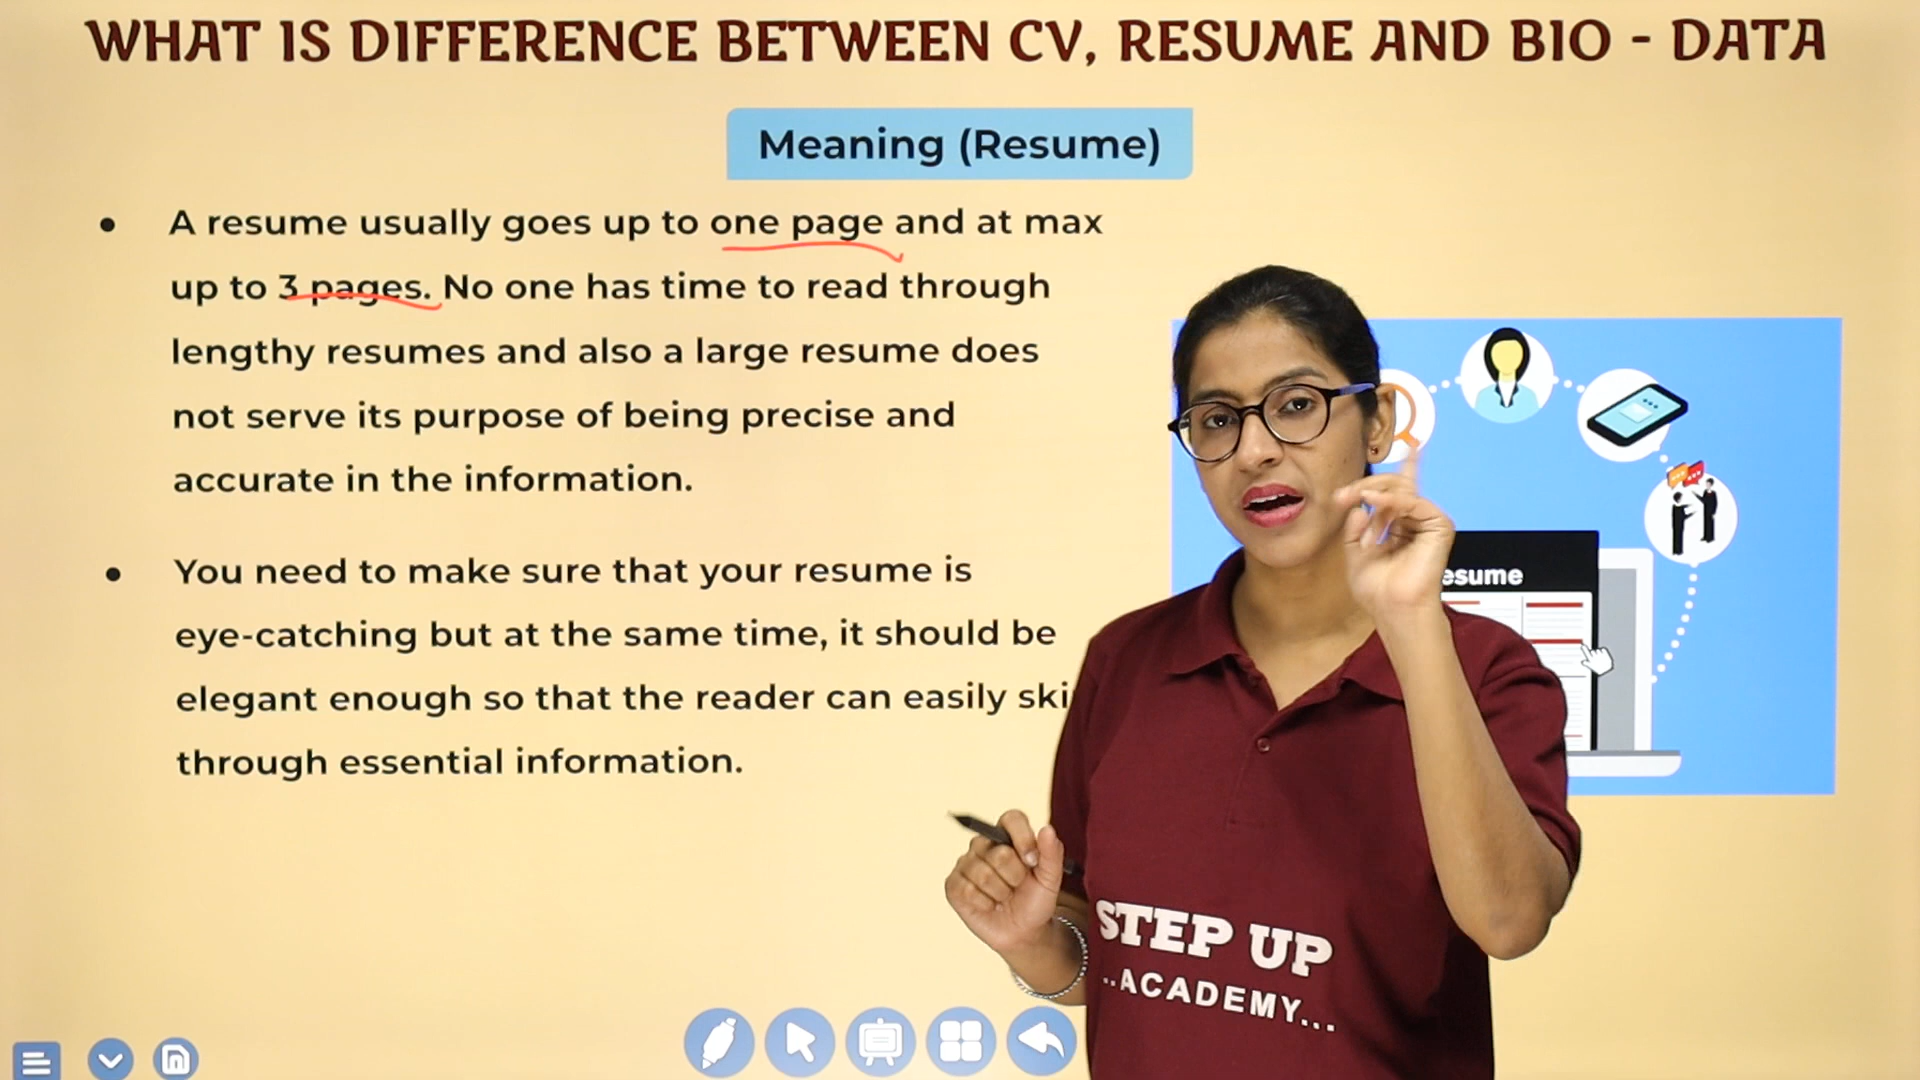 WHAT IS DIFFERENCE BETWEEN CV, RESUME AND BIO - DATA
Meaning (Resume)
A resume usually goes up to one page and at max
up to 3 pages. No one has time to read through
lengthy resumes and also a large resume does
not serve its purpose of being precise and
accurate in the information.
You need to make sure that your resume is
eye-catching but at the same time, it should be
elegant enough so that the reader can easily ski
through essential information.
esume
STEP UP
..ACADEMY...